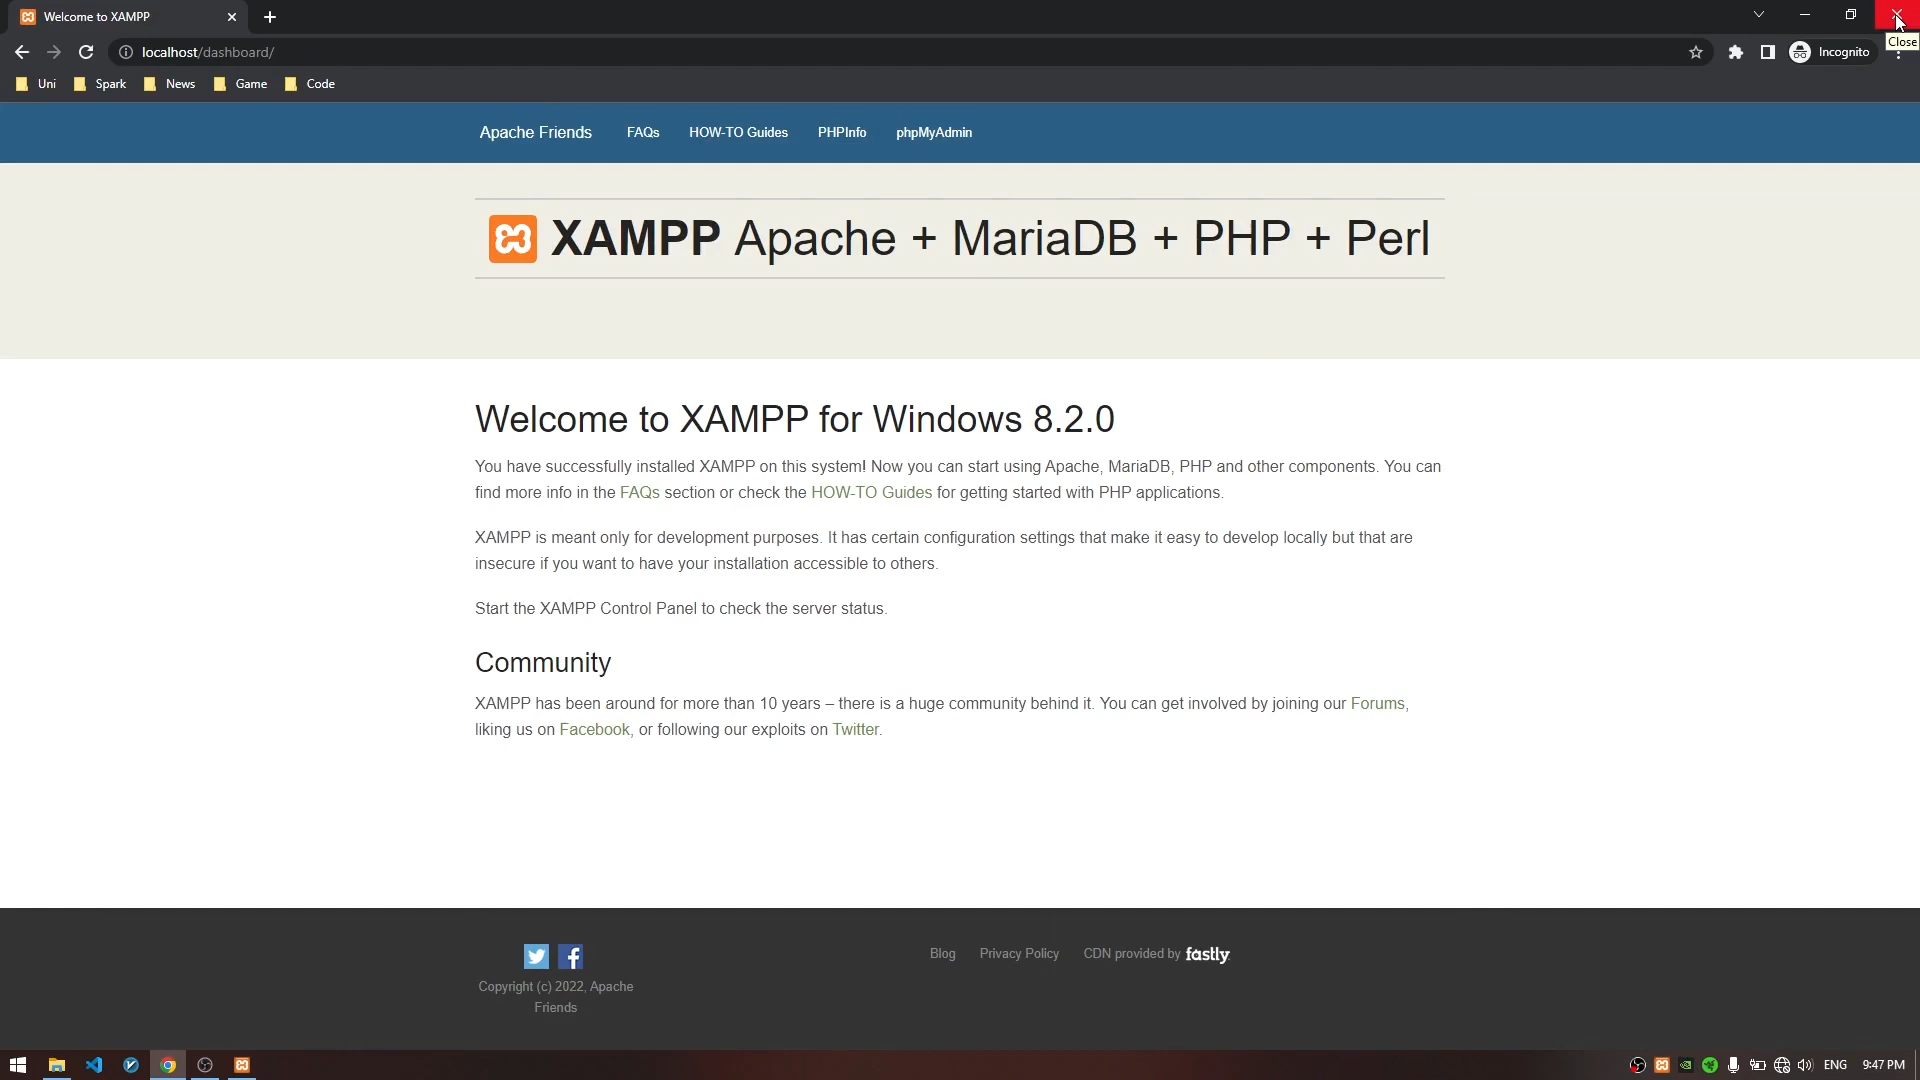 Welcome to XAMPP
localhost/dashboard/
Incognito
Close
Uni
Spark
News
Game
Code
Apache Friends
FAQs
HOW-TO Guides
PHPInfo
phpMyAdmin
XAMPP Apache + MariaDB + PHP + Perl
Welcome to XAMPP for Windows 8.2.0
You have successfully installed XAMPP on this system! Now you can start using Apache, MariaDB, PHP and other components. You can
find more info in the FAQs section or check the HOW-TO Guides for getting started with PHP applications.
XAMPP is meant only for development purposes. It has certain configuration settings that make it easy to develop locally but that are
insecure if you want to have your installation accessible to others.
Start the XAMPP Control Panel to check the server status.
Community
XAMPP has been around for more than 10 years – there is a huge community behind it. You can get involved by joining our Forums,
liking us on Facebook, or following our exploits on Twitter.
Blog
Privacy Policy
CDN provided by fastly
Copyright (c) 2022, Apache
Friends
ENG
9:47 PM